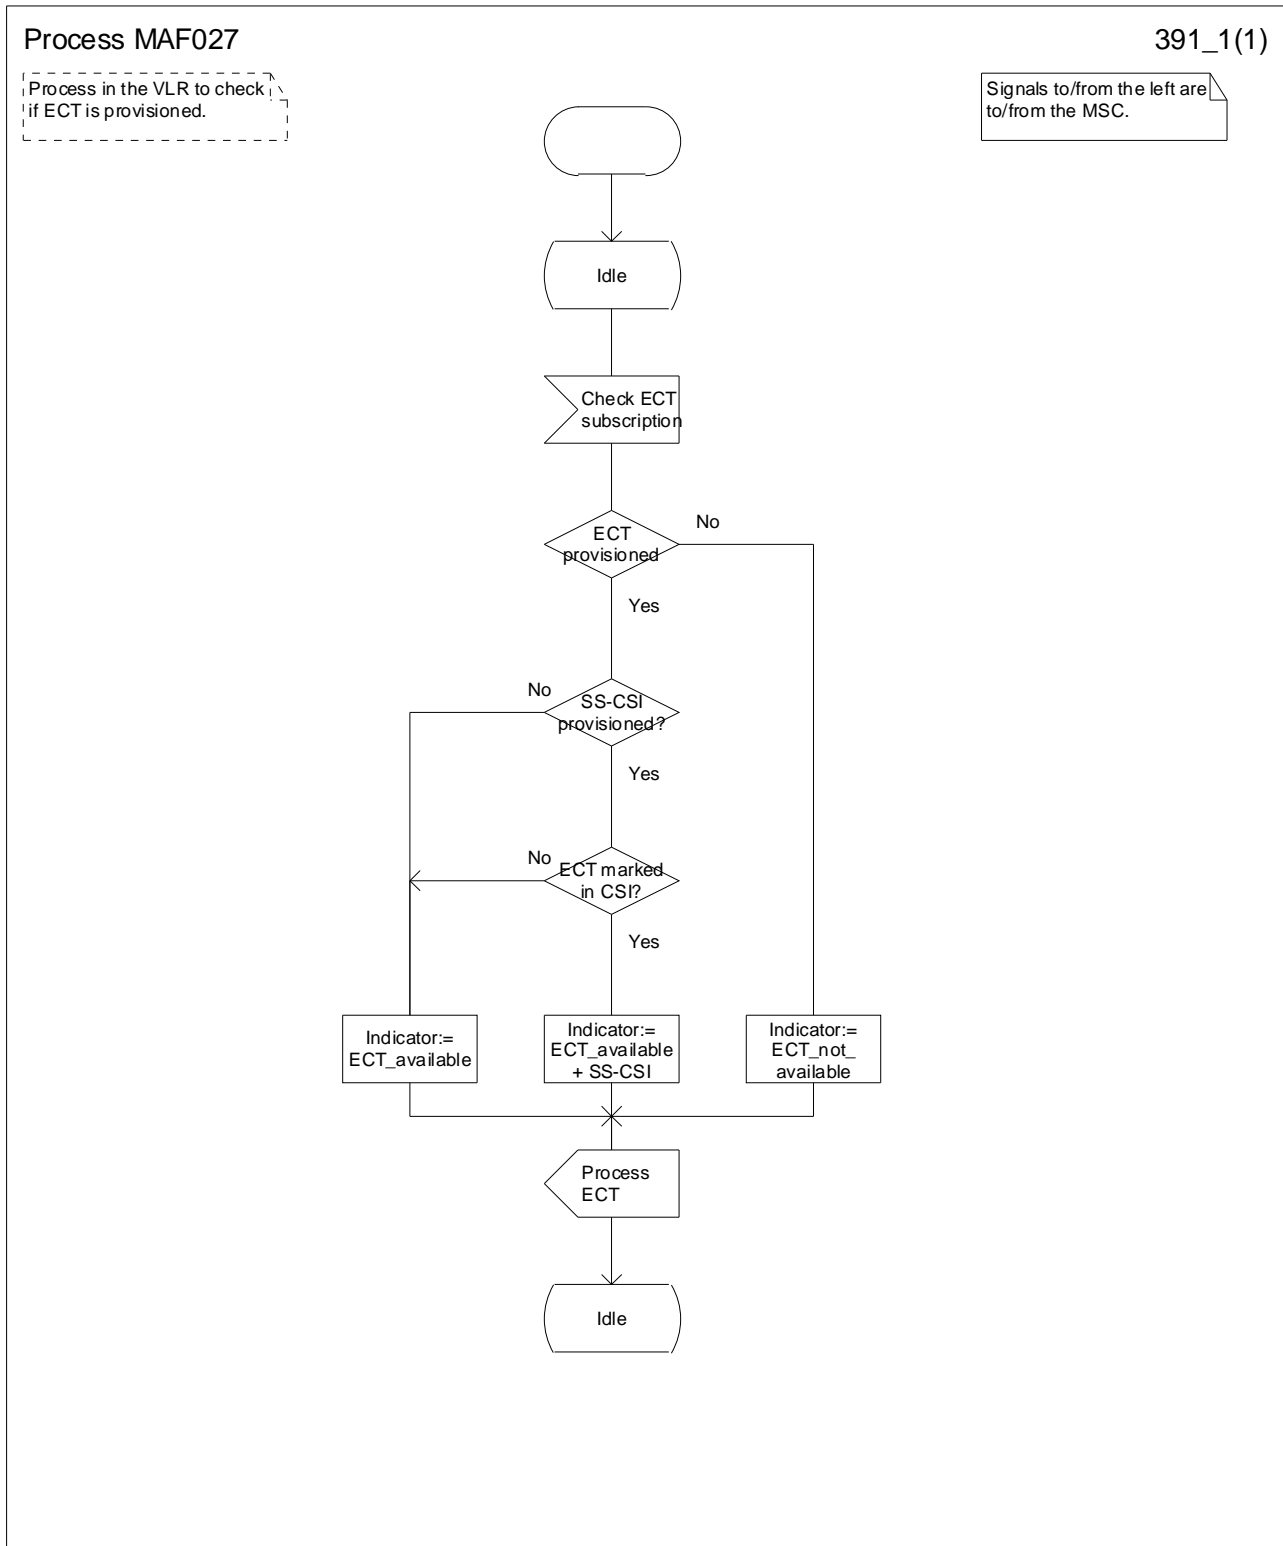 Process MAF027
391_1(1)
Process in the VLR to check
if ECT is provisioned.
Signals to/from the left are
to/from the MSC.
Idle
Check ECT
subscription
ECT
provisioned
No
Yes
No
SS-CSI
provisioned?
Yes
No
ECT marked
in CSI?
Yes
Indicator:=
ECT_available
Indicator:=
ECT_available
+ SS-CSI
Indicator:=
ECT_not_
available
Process
ECT
Idle